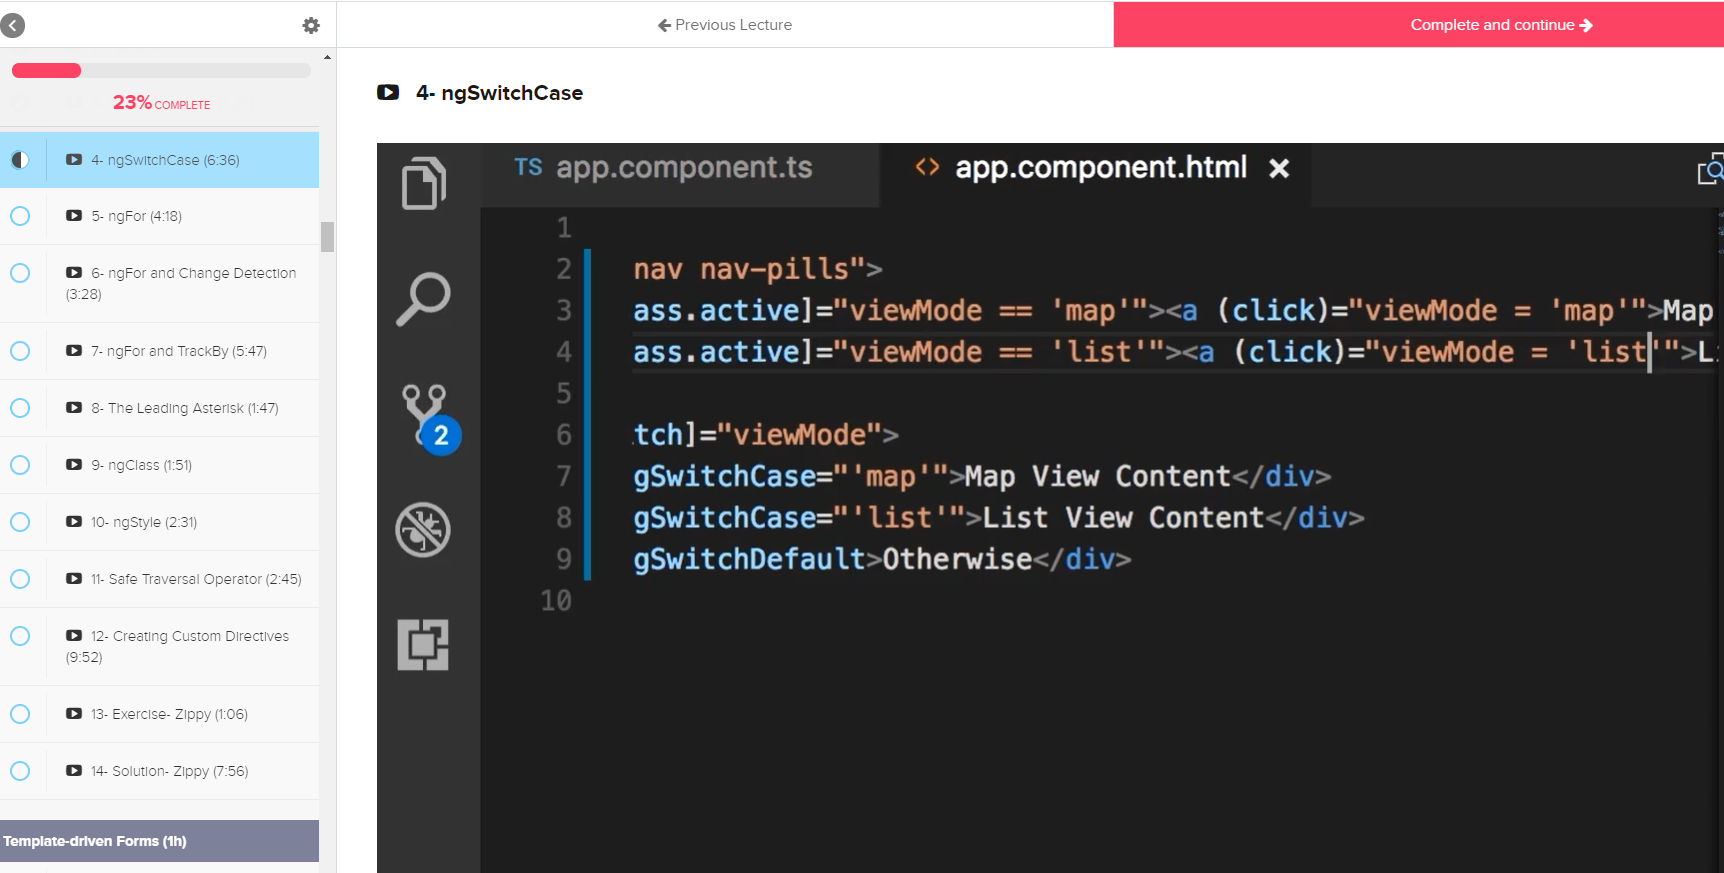 Previous Lecture
Complete and continue
23% COMPLETE
4- ngSwitchCase (6:36)
5- ngFor (4:18)
6- ngFor and Change Detection
(3:28)
7- ngFor and TrackBy (5:47)
8- The Leading Asterisk (1:47)
9- ngClass (1:51)
10- ngStyle (2:31)
11- Safe Traversal Operator (2:45)
12- Creating Custom Directives
(9:52)
13- Exercise- Zippy (1:06)
14- Solution- Zippy (7:56)
Template-driven Forms (1h)
4- ngSwitchCase
TS app.component.ts
<> app.component.html ×
1
2 nav nav-pills">
3 ass.active]="viewMode == 'map'"><a (click)="viewMode = 'map'">Map
4 ass.active]="viewMode == 'list'"><a (click)="viewMode = 'list'">L
5
6 tch]="viewMode">
7 gSwitchCase="'map'">Map View Content</div>
8 gSwitchCase="'list'">List View Content</div>
9 gSwitchDefault>Otherwise</div>
10
2